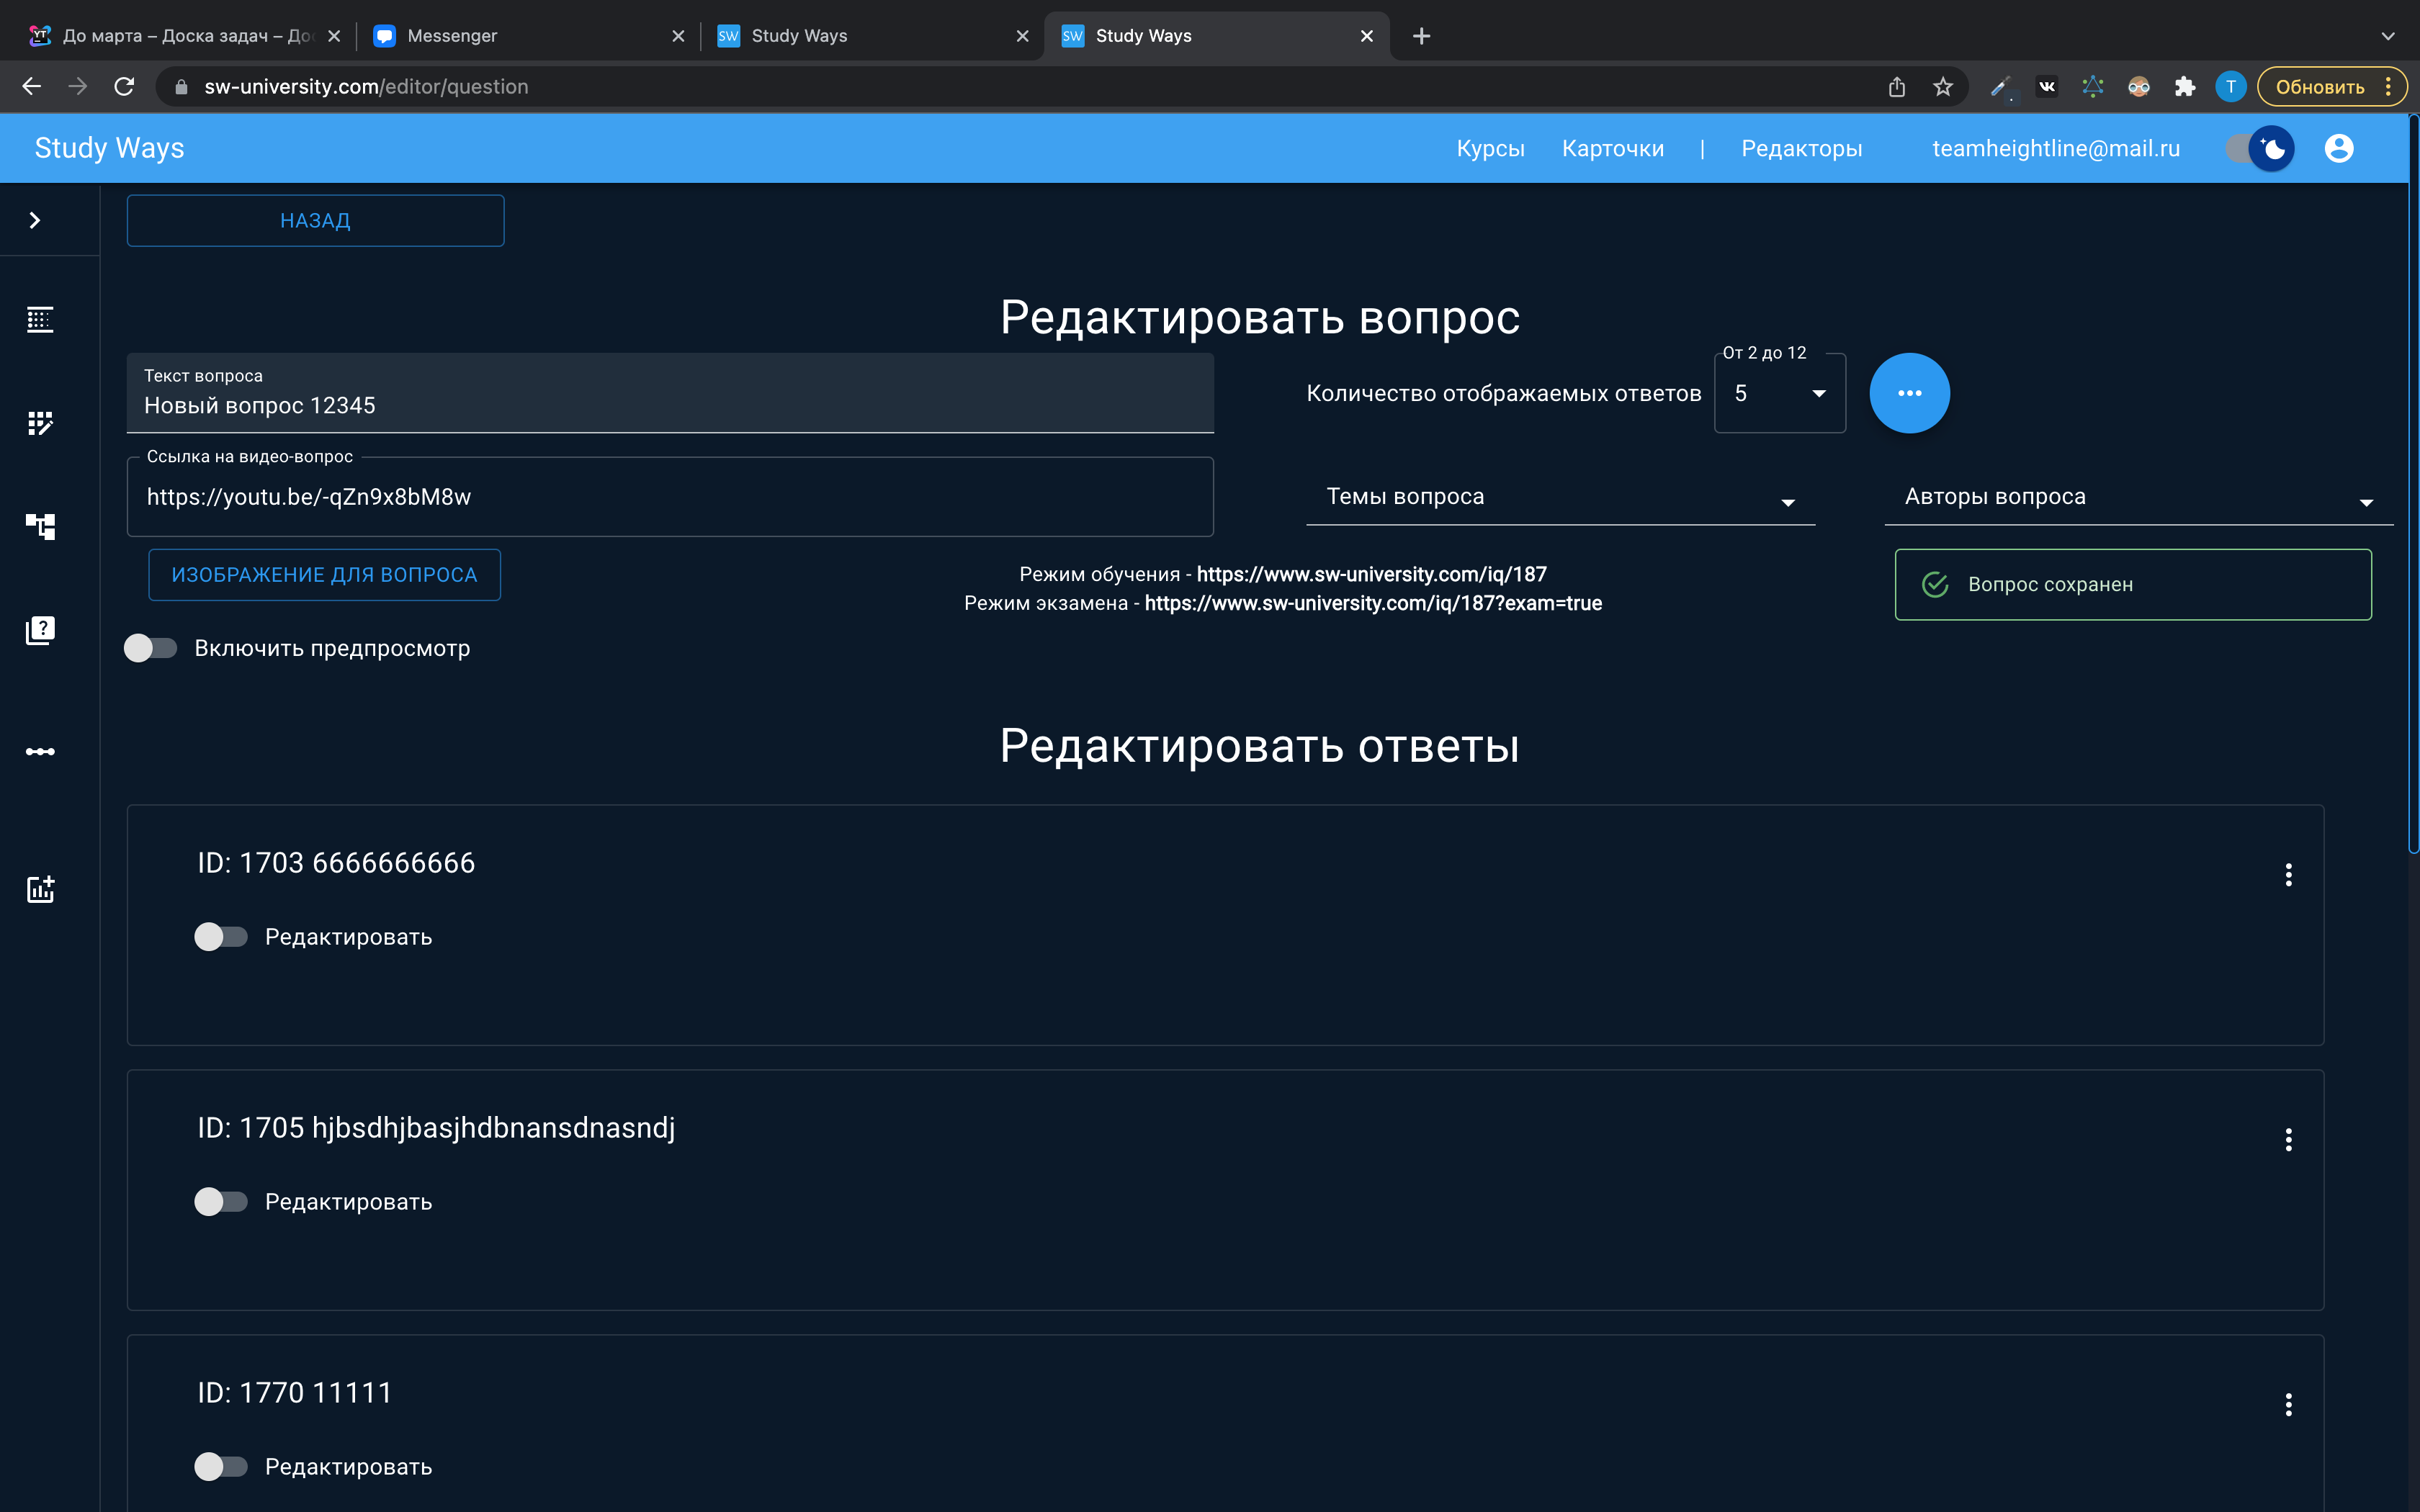 До марта – Доска задач – До
Messenger
Study Ways
Study Ways
sw-university.com/editor/question
Обновить
Study Ways
Курсы
Карточки
|
Редакторы
teamheightline@mail.ru
НАЗАД
Редактировать вопрос
Текст вопроса
Новый вопрос 12345
Количество отображаемых ответов
От 2 до 12
5
Ссылка на видео-вопрос
https://youtu.be/-qZn9x8bM8w
Темы вопроса
Авторы вопроса
ИЗОБРАЖЕНИЕ ДЛЯ ВОПРОСА
Режим обучения - https://www.sw-university.com/iq/187
Режим экзамена - https://www.sw-university.com/iq/187?exam=true
Вопрос сохранен
Включить предпросмотр
Редактировать ответы
ID: 1703 6666666666
Редактировать
ID: 1705 hjbsdhjbasjhdbnansdnasndj
Редактировать
ID: 1770 11111
Редактировать